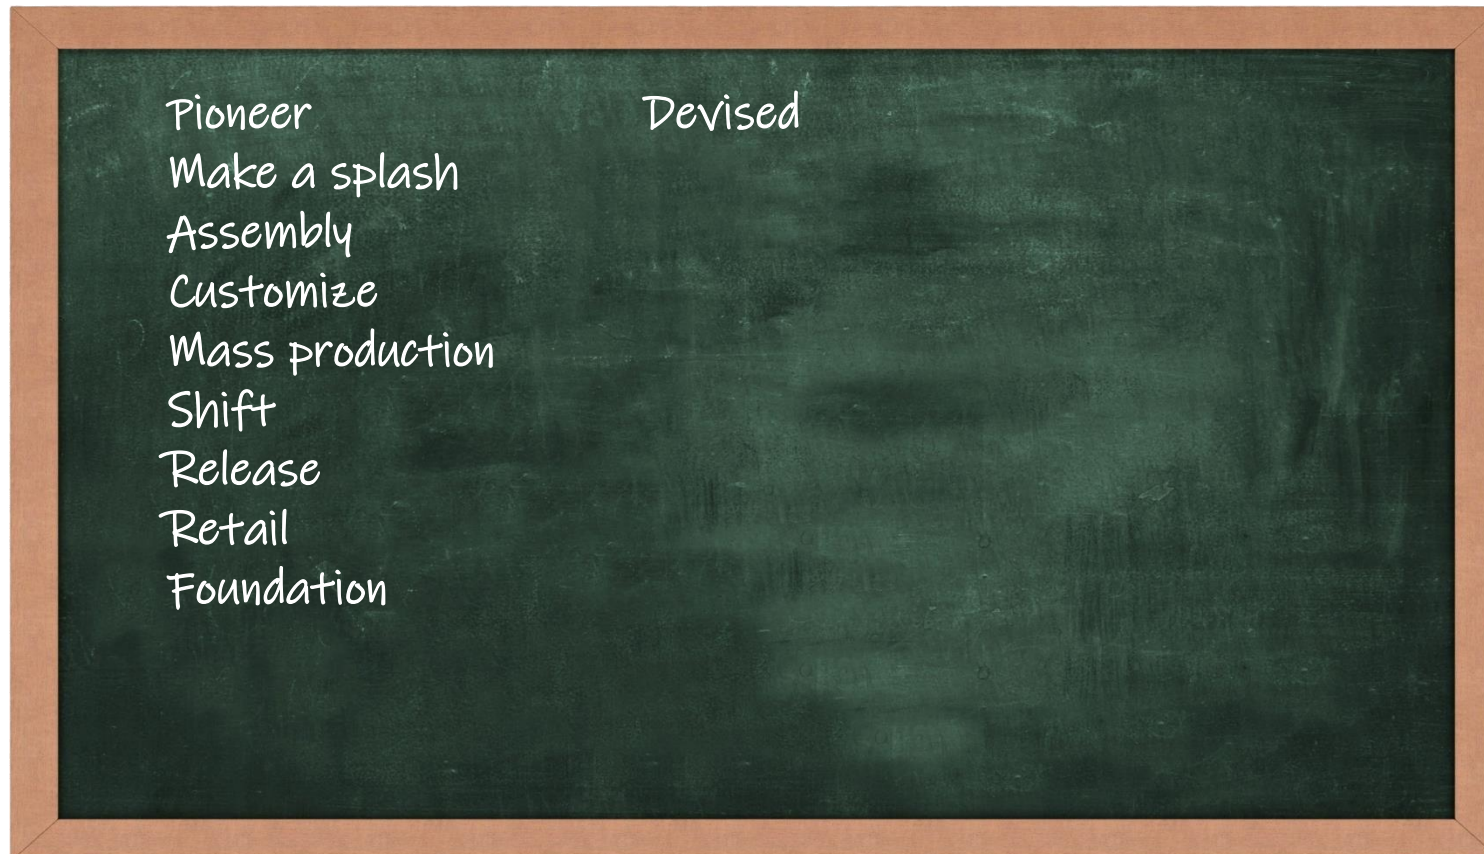 Pioneer
Make a splash
Assembly
Customize
Mass production
Shift
Release
Retail
Foundation
Devised